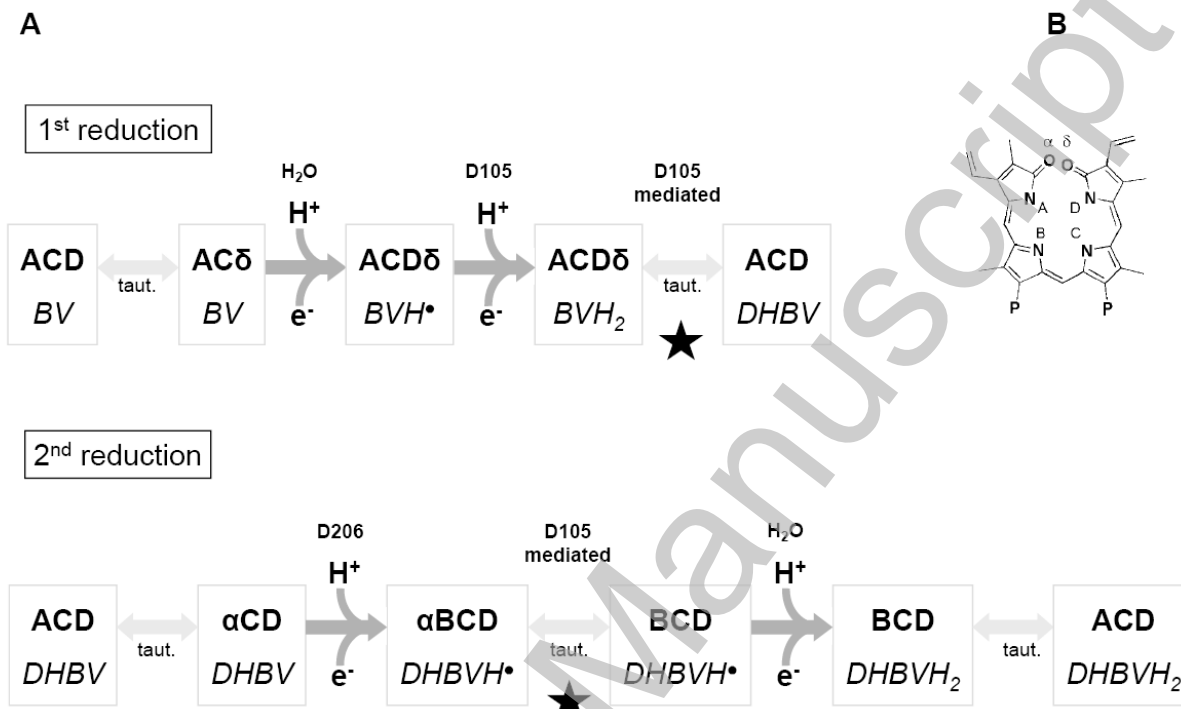 A
B
1st reduction
H2O
H+
D105
H+
D105
mediated
ACD
BV
taut.
ACδ
BV
e-
ACDδ
BVH•
e-
ACDδ
BVH2
taut.
ACD
DHBV
α δ
O O
N N
A D
B C
N N
P P
2nd reduction
D206
H+
D105
mediated
H2O
H+
ACD
DHBV
taut.
αCD
DHBV
e-
αBCD
DHBVH•
taut.
BCD
DHBVH•
e-
BCD
DHBVH2
taut.
ACD
DHBVH2
Manuscript